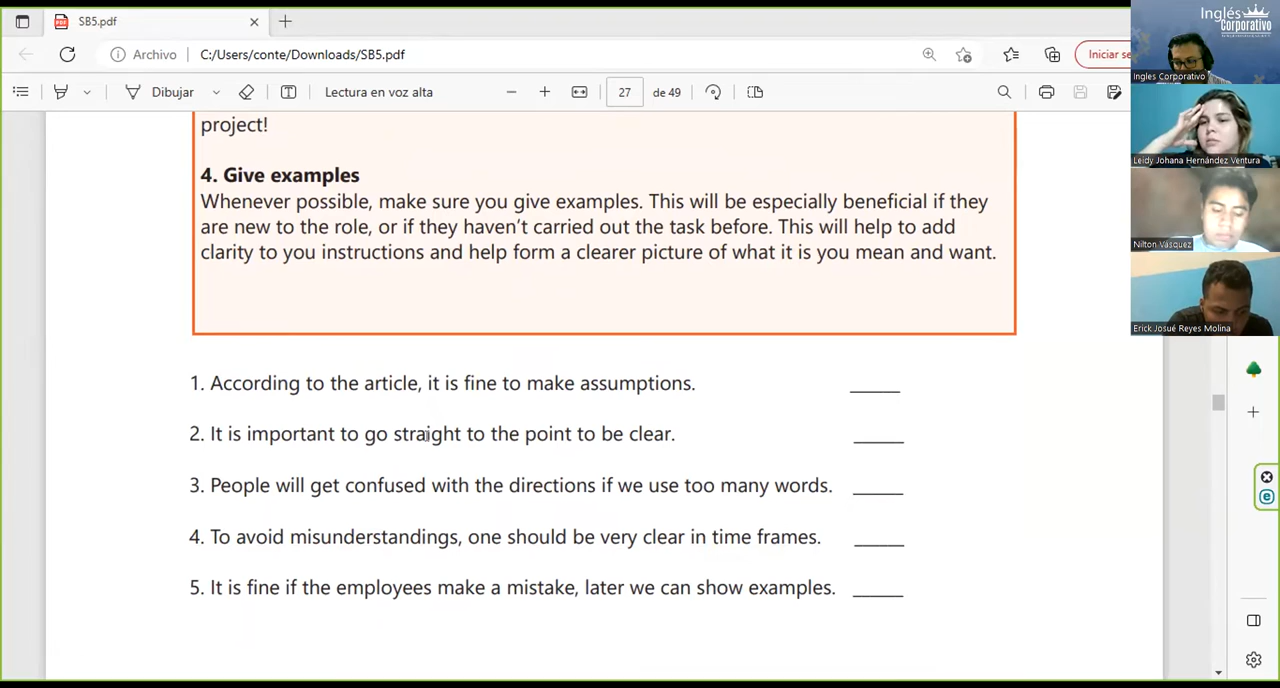 SB5.pdf
Archivo
C:/Users/conte/Downloads/SB5.pdf
Iniciar se
Dibujar
Lectura en voz alta
27
de 49
project!
4. Give examples
Whenever possible, make sure you give examples. This will be especially beneficial if they
are new to the role, or if they haven't carried out the task before. This will help to add
clarity to you instructions and help form a clearer picture of what it is you mean and want.
1. According to the article, it is fine to make assumptions. _____
2. It is important to go straight to the point to be clear. _____
3. People will get confused with the directions if we use too many words. _____
4. To avoid misunderstandings, one should be very clear in time frames. _____
5. It is fine if the employees make a mistake, later we can show examples. _____
Inglés
Corporativo
Ingles Corporativo
Leidy Johana Hernández Ventura
Nilton Vásquez
Erick Josué Reyes Molina